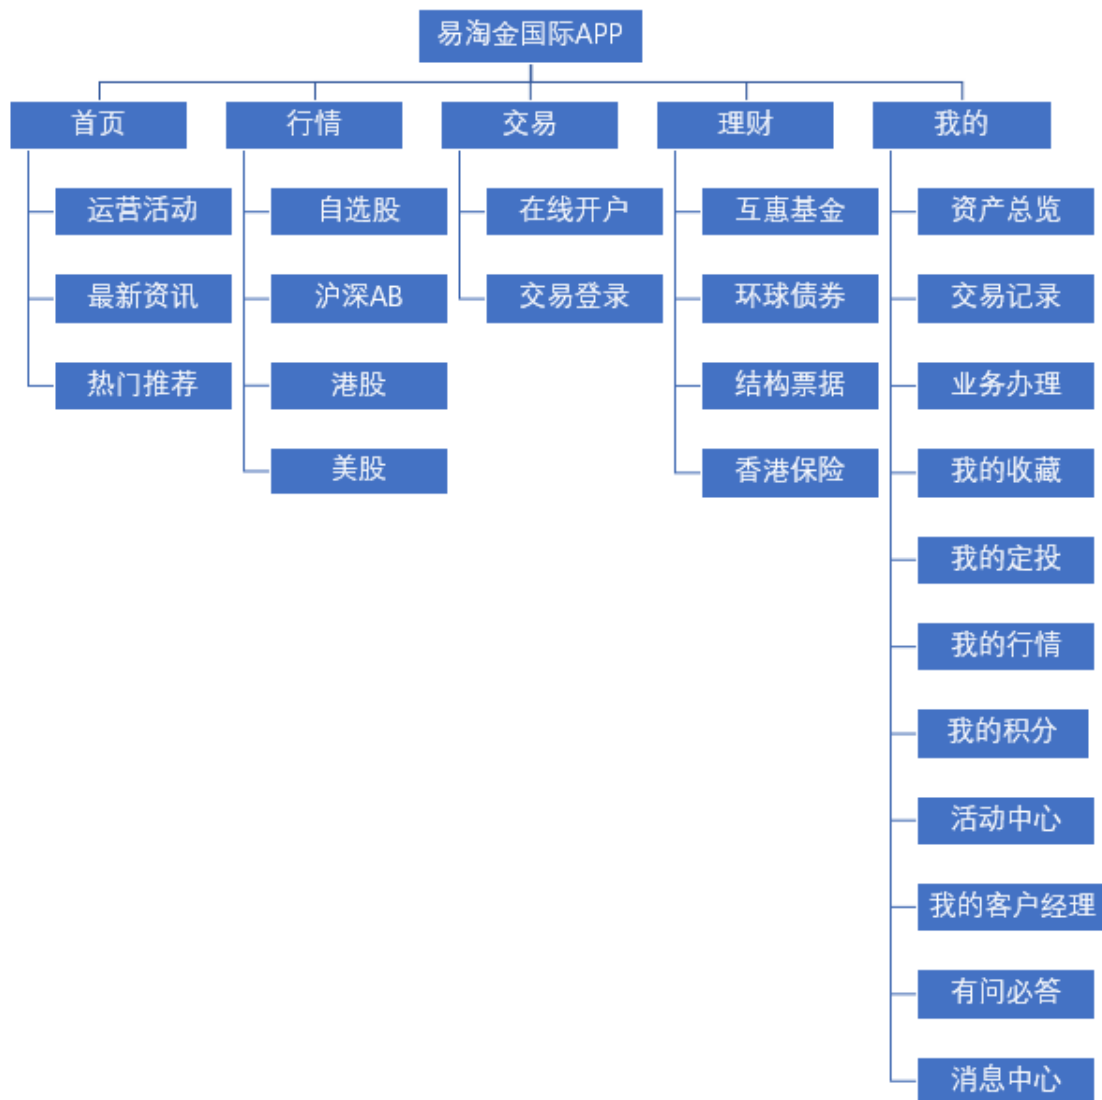 易淘金国际APP
首页
行情
交易
理财
我的
运营活动
自选股
在线开户
互惠基金
资产总览
最新资讯
沪深AB
交易登录
环球债券
交易记录
热门推荐
港股
结构票据
业务办理
美股
香港保险
我的收藏
我的定投
我的行情
我的积分
活动中心
我的客户经理
有问必答
消息中心